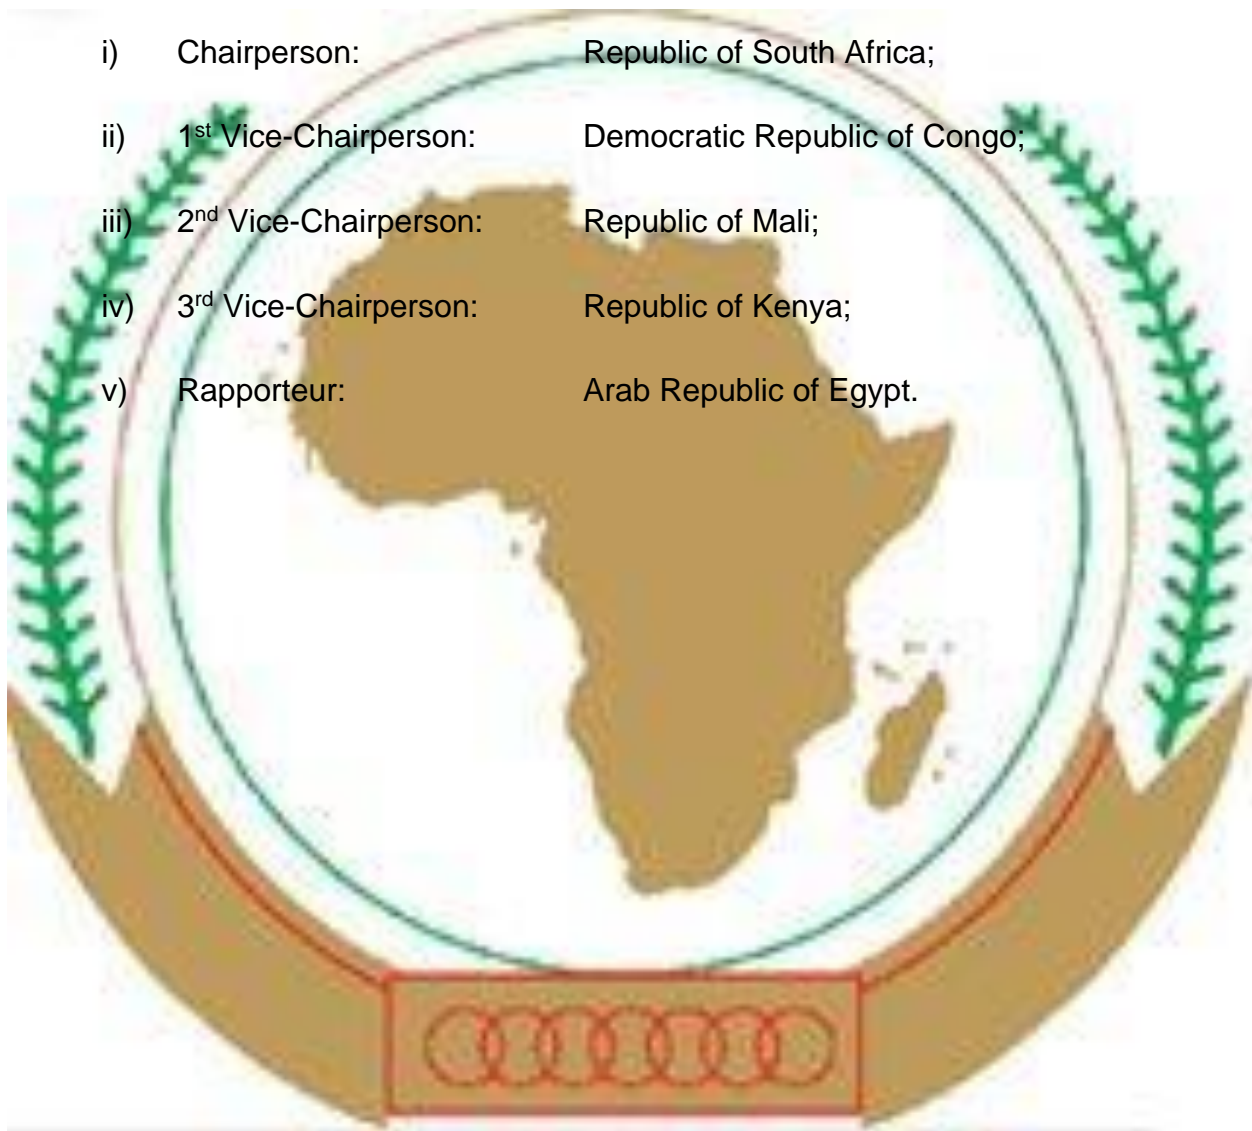 i) Chairperson: Republic of South Africa;
ii) 1st Vice-Chairperson: Democratic Republic of Congo;
iii) 2nd Vice-Chairperson: Republic of Mali;
iv) 3rd Vice-Chairperson: Republic of Kenya;
v) Rapporteur: Arab Republic of Egypt.